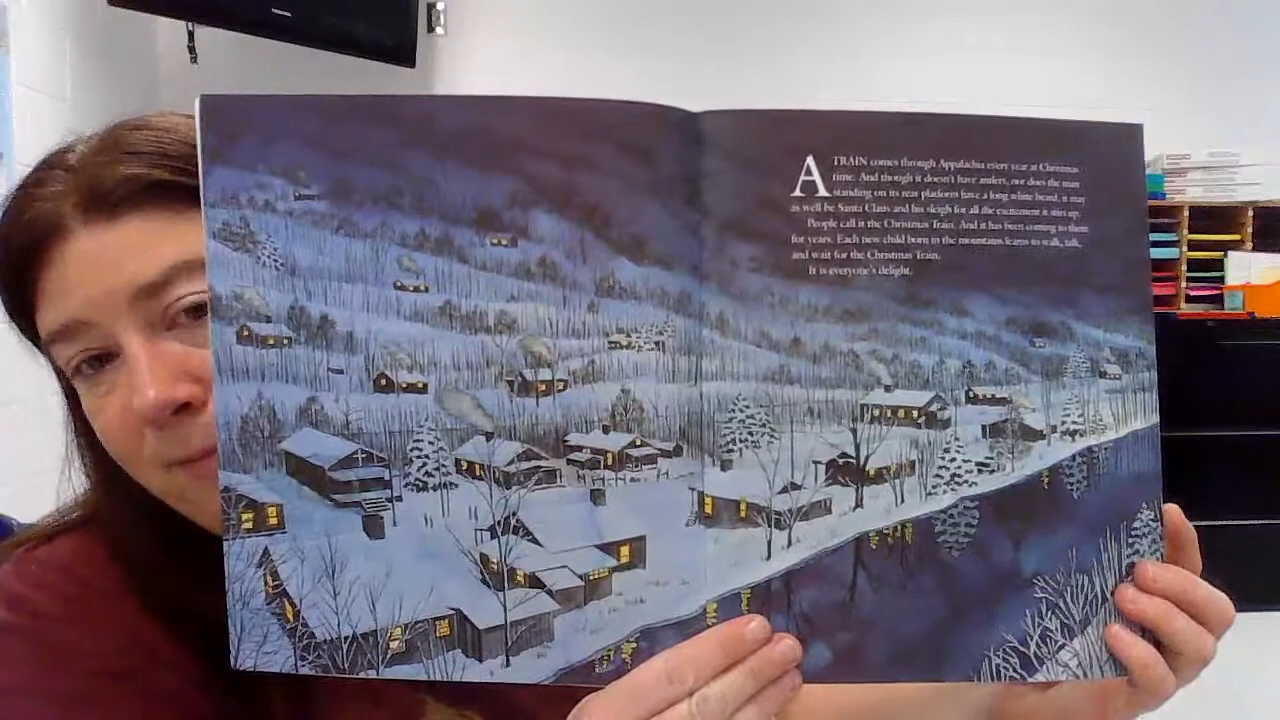 A TRAIN comes through Appalachia every year at Christmas
time. And though it doesn't have antlers, nor does the man
standing on its rear platform have a long white beard, it may
as well be Santa Claus and his sleigh for all the excitement it stirs up.
People call it the Christmas Train. And it has been coming to them
for years. Each new child born in the mountains learns to walk, talk,
and wait for the Christmas Train.
It is everyone's delight.